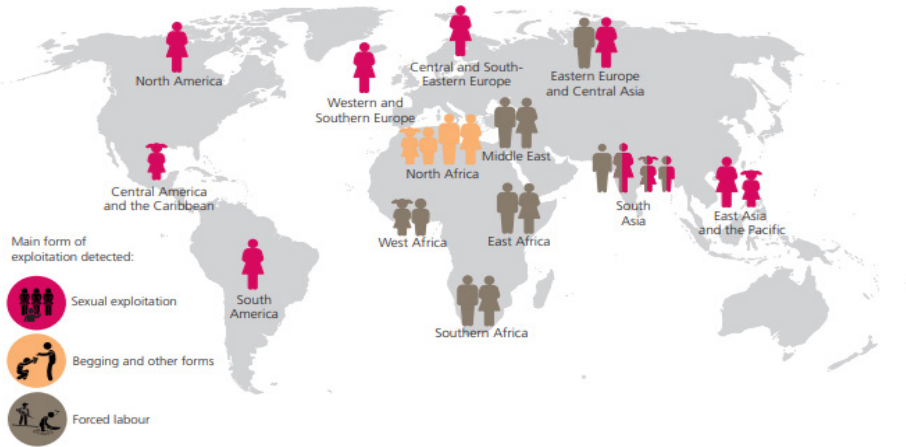 North America
Central and South-
Eastern Europe
Eastern Europe
and Central Asia
Western and
Southern Europe
Middle East
North Africa
Central America
and the Caribbean
South
Asia
East Asia
and the Pacific
West Africa
East Africa
Main form of
exploitation detected:
Sexual exploitation
South
America
Southern Africa
Begging and other forms
Forced labour